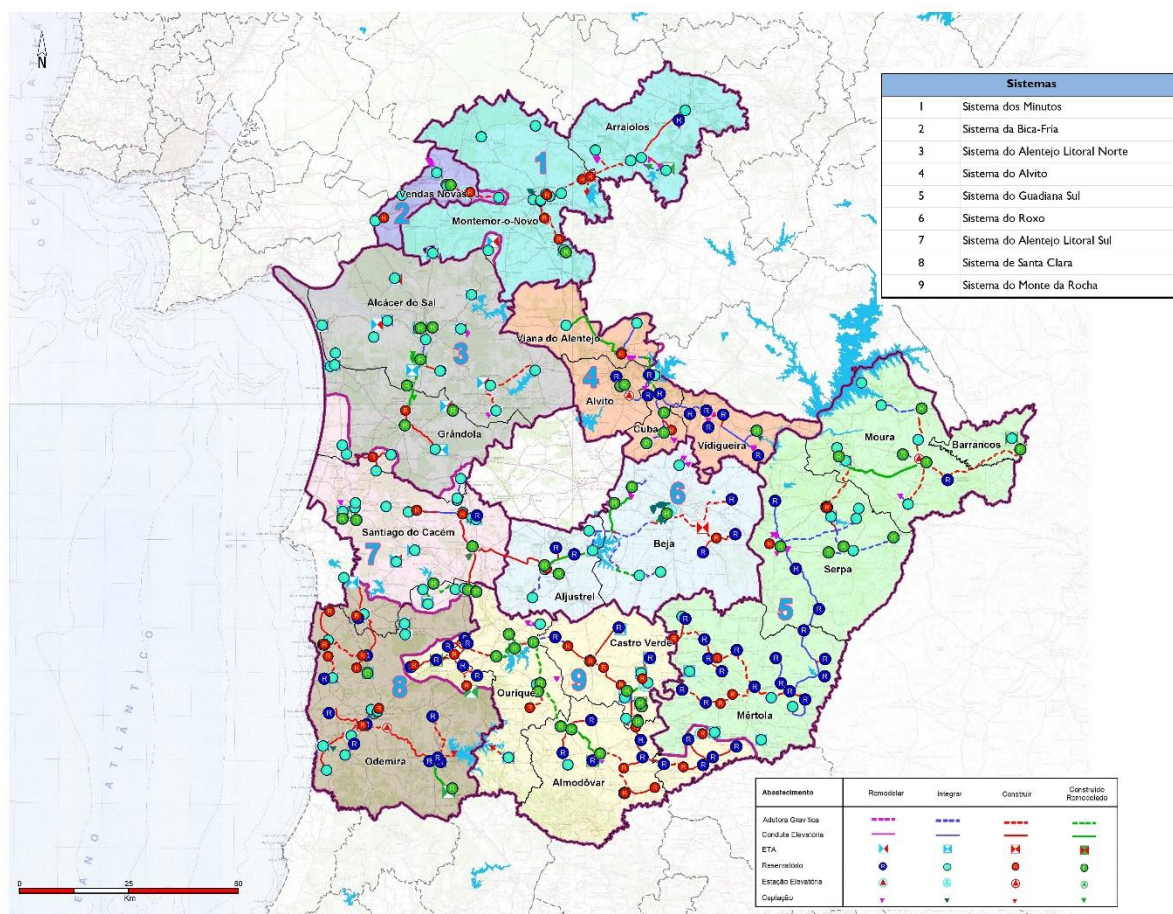 N
OCEANO
Sistemas
1 Sistema dos Minutos
2 Sistema da Bica-Fria
3 Sistema do Alentejo Litoral Norte
4 Sistema do Alvito
5 Sistema do Guadiana Sul
6 Sistema do Roxo
7 Sistema do Alentejo Litoral Sul
8 Sistema de Santa Clara
9 Sistema do Monte da Rocha
Arraiolos
1
Vendas Novas
2
Montemor-o-Novo
Alcácer do Sal
3
Viana do Alentejo
4
Alvito
Grândola
Cuba
Vidigueira
Moura
Barrancos
6
Santiago do Cacém
Beja
7
Serpa
Aljustrel
5
Castro Verde
8
Ourique
9
Mértola
Odemira
Almodôvar
OCEANO ATLÂNTICO
0 25 50
Km
Abastecimento Remodelar Integrar Construir Construído Remodelado
Adutora Gravítica
Conduta Elevatória
ETA
Reservatório R R R
Estação Elevatória
Captação